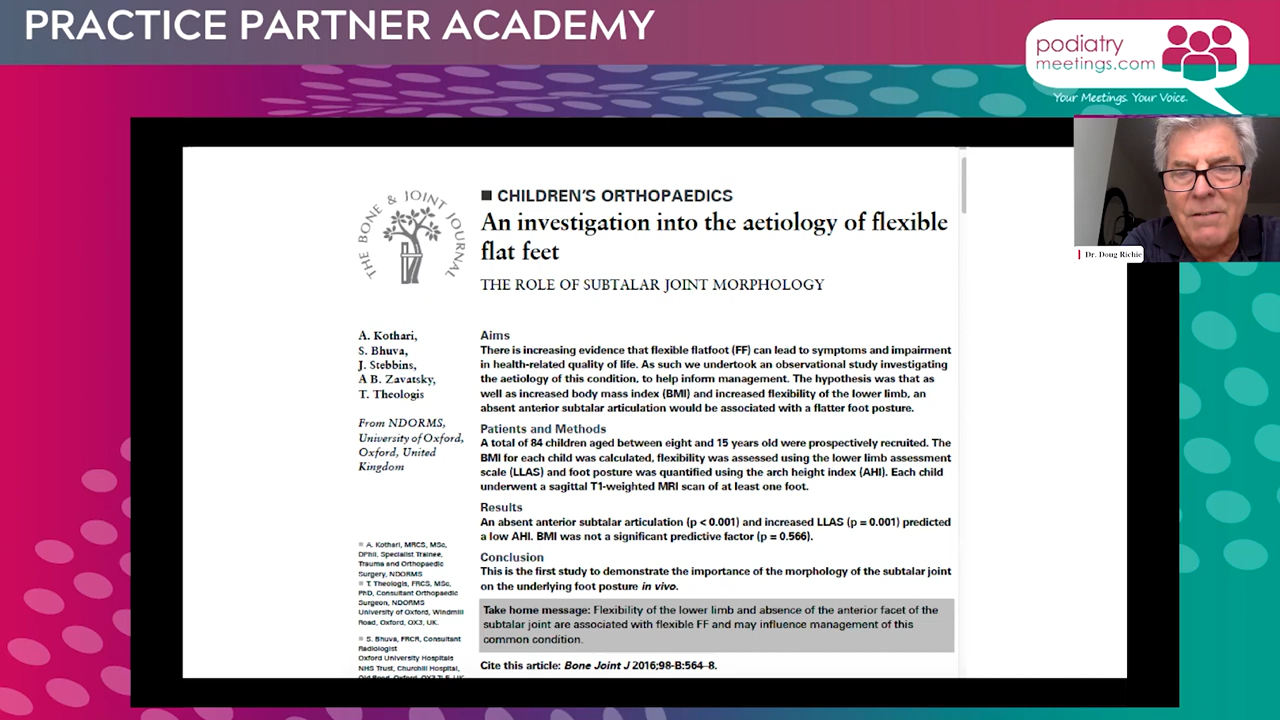 PRACTICE PARTNER ACADEMY
podiatry
meetings.com
Your Meetings. Your Voice.
Dr. Doug Richie
THE BONE & JOINT JOURNAL
■ CHILDREN'S ORTHOPAEDICS
An investigation into the aetiology of flexible
flat feet
THE ROLE OF SUBTALAR JOINT MORPHOLOGY
A. Kothari,
S. Bhuva,
J. Stebbins,
A B. Zavatsky,
T. Theologis
From NDORMS,
University of Oxford,
Oxford, United
Kingdom
■ A. Kothari, MRCS, MSc,
DPhil, Specialist Trainee,
Trauma and Orthopaedic
Surgery, NDORMS
■ T. Theologis, FRCS, MSc,
PhD, Consultant Orthopaedic
Surgeon, NDORMS
University of Oxford, Windmill
Road, Oxford, OX3, UK.
■ S. Bhuva, FRCR, Consultant
Radiologist
Oxford University Hospitals
NHS Trust, Churchill Hospital,
Old Road, Oxford, OX3 7LE, UK
Aims
There is increasing evidence that flexible flatfoot (FF) can lead to symptoms and impairment
in health-related quality of life. As such we undertook an observational study investigating
the aetiology of this condition, to help inform management. The hypothesis was that as
well as increased body mass index (BMI) and increased flexibility of the lower limb, an
absent anterior subtalar articulation would be associated with a flatter foot posture.
Patients and Methods
A total of 84 children aged between eight and 15 years old were prospectively recruited. The
BMI for each child was calculated, flexibility was assessed using the lower limb assessment
scale (LLAS) and foot posture was quantified using the arch height index (AHI). Each child
underwent a sagittal T1-weighted MRI scan of at least one foot.
Results
An absent anterior subtalar articulation (p < 0.001) and increased LLAS (p = 0.001) predicted
a low AHI. BMI was not a significant predictive factor (p = 0.566).
Conclusion
This is the first study to demonstrate the importance of the morphology of the subtalar joint
on the underlying foot posture in vivo.
Take home message: Flexibility of the lower limb and absence of the anterior facet of the
subtalar joint are associated with flexible FF and may influence management of this
common condition.
Cite this article: Bone Joint J 2016;98-B:564–8.